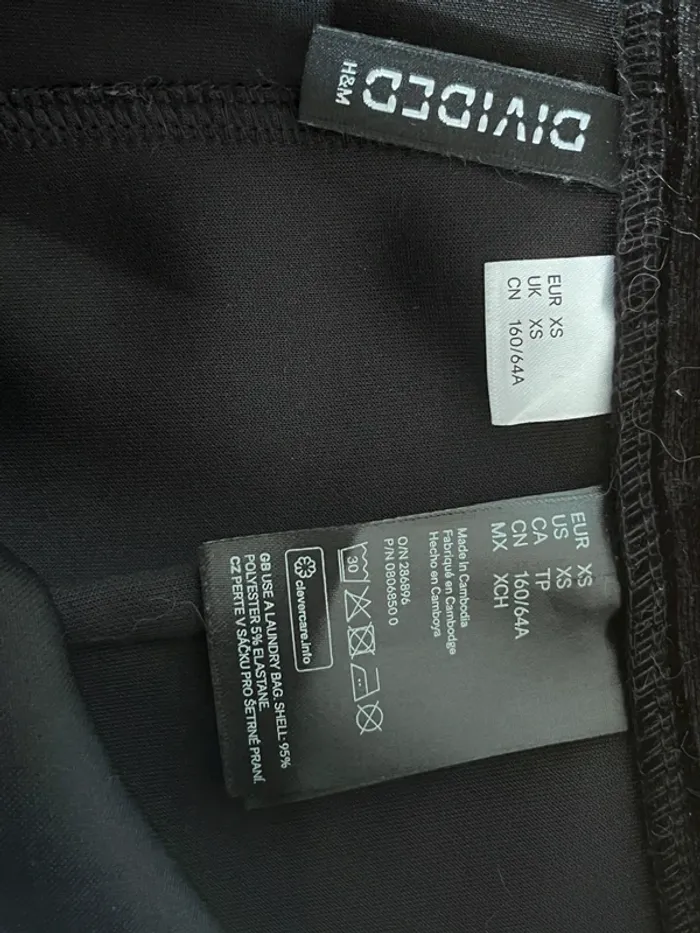 DIVIDED
H&M
EUR XS
UK XS
CN 160/64A
EUR XS
US XS
CA TP
CN 160/64A
MX XCH
Made in Cambodia
Fabriqué en Cambodge
Hecho en Camboya
O/N 286896
P/N 0806850 0
30
clevercare.info
GB USE A LAUNDRY BAG. SHELL: 95%
POLYESTER 5% ELASTANE.
CZ PERTE V SÁČKU PRO ŠETRNÉ PRANÍ.